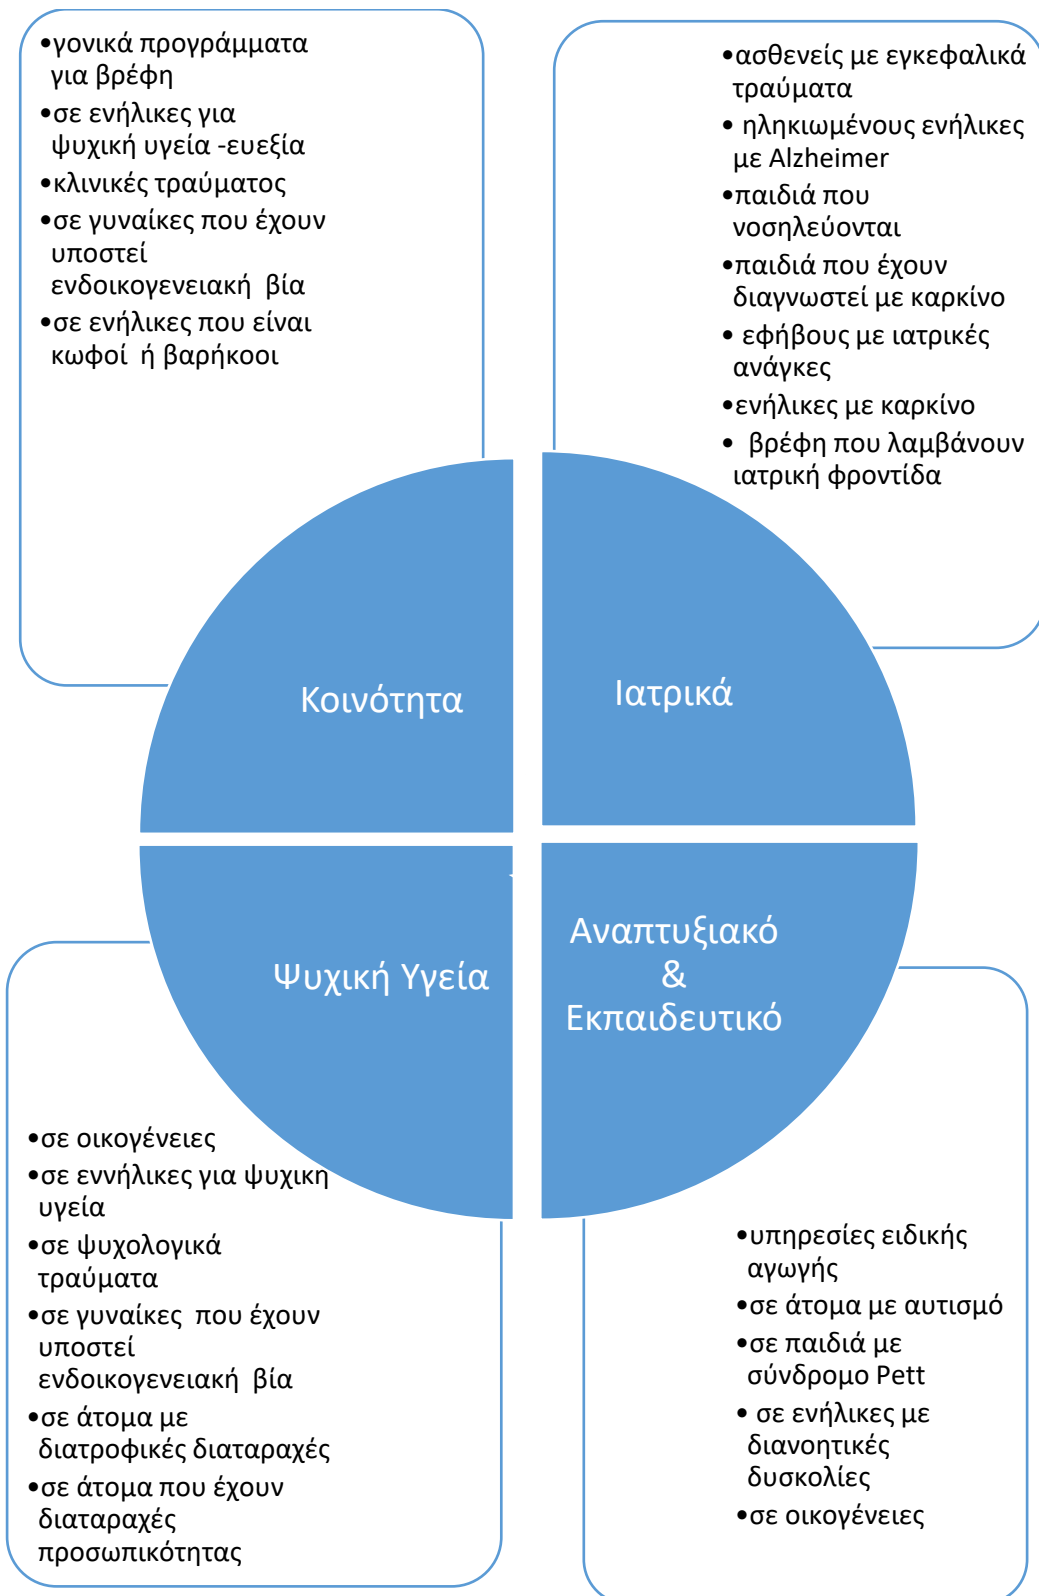 •γονικά προγράμματα
για βρέφη
•σε ενήλικες για
ψυχική υγεία -ευεξία
•κλινικές τραύματος
•σε γυναίκες που έχουν
υποστεί
ενδοικογενειακή βία
•σε ενήλικες που είναι
κωφοί ή βαρήκοοι
•ασθενείς με εγκεφαλικά
τραύματα
• ηληκιωμένους ενήλικες
με Alzheimer
•παιδιά που
νοσηλεύονται
•παιδιά που έχουν
διαγνωστεί με καρκίνο
• εφήβους με ιατρικές
ανάγκες
•ενήλικες με καρκίνο
• βρέφη που λαμβάνουν
ιατρική φροντίδα
Κοινότητα
Ιατρικά
Ψυχική Υγεία
Αναπτυξιακό
&
Εκπαιδευτικό
•σε οικογένειες
•σε εννήλικες για ψυχικη
υγεία
•σε ψυχολογικά
τραύματα
•σε γυναίκες που έχουν
υποστεί
ενδοικογενειακή βία
•σε άτομα με
διατροφικές διαταραχές
•σε άτομα που έχουν
διαταραχές
προσωπικότητας
•υπηρεσίες ειδικής
αγωγής
•σε άτομα με αυτισμό
•σε παιδιά με
σύνδρομο Ρett
• σε ενήλικες με
διανοητικές
δυσκολίες
•σε οικογένειες